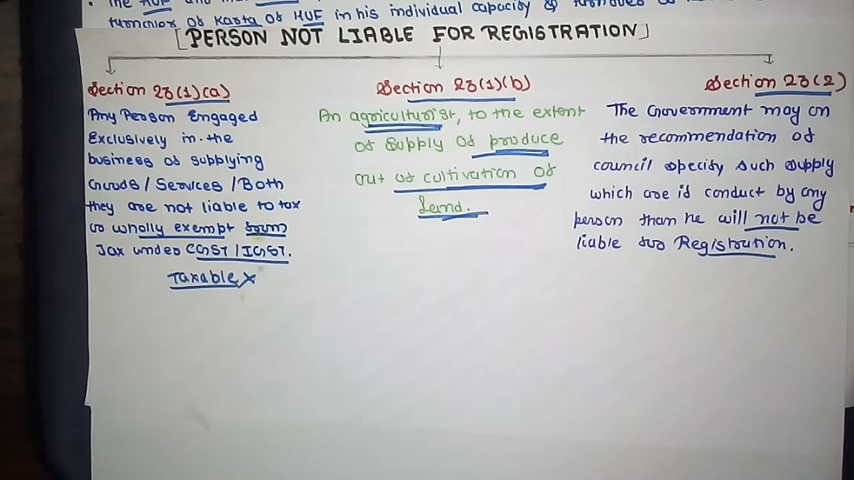 turnover of Karta of HUF in his individual capacity &
[PERSON NOT LIABLE FOR REGISTRATION]
Section 23(1)(a)
Any Person Engaged
Exclusively in the
business of supplying
Goods/Services/Both
they are not liable to tax
or wholly exempt from
Tax under CGST/IGST.
Taxable x
Section 23(1)(b)
An agriculturist, to the extent
of supply of produce
out of cultivation of
Land.
Section 23(2)
The Government may on
the recommendation of
council specify such supply
which are if conduct by any
person than he will not be
liable for Registration.